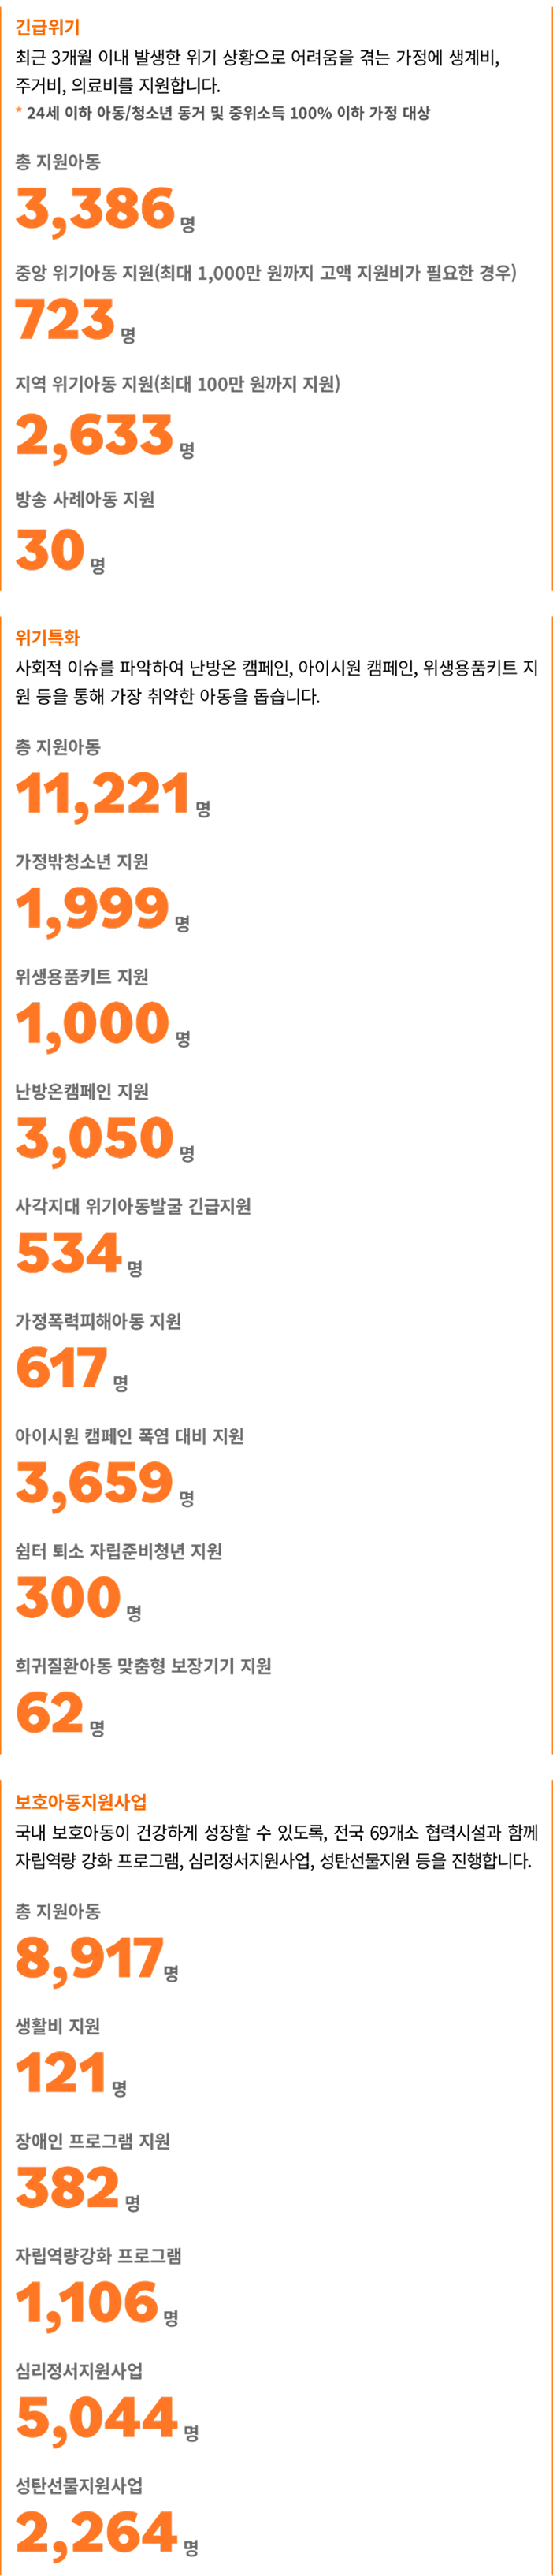 긴급위기
최근 3개월 이내 발생한 위기 상황으로 어려움을 겪는 가정에 생계비,
주거비, 의료비를 지원합니다.
* 24세 이하 아동/청소년 동거 및 중위소득 100% 이하 가정 대상
총 지원아동
3,386 명
중앙 위기아동 지원(최대 1,000만 원까지 고액 지원비가 필요한 경우)
723 명
지역 위기아동 지원(최대 100만 원까지 지원)
2,633 명
방송 사례아동 지원
30 명
위기특화
사회적 이슈를 파악하여 난방온 캠페인, 아이시원 캠페인, 위생용품키트 지
원 등을 통해 가장 취약한 아동을 돕습니다.
총 지원아동
11,221 명
가정밖청소년 지원
1,999 명
위생용품키트 지원
1,000 명
난방온캠페인 지원
3,050 명
사각지대 위기아동발굴 긴급지원
534 명
가정폭력피해아동 지원
617 명
아이시원 캠페인 폭염 대비 지원
3,659 명
쉼터 퇴소 자립준비청년 지원
300 명
희귀질환아동 맞춤형 보장기기 지원
62 명
보호아동지원사업
국내 보호아동이 건강하게 성장할 수 있도록, 전국 69개소 협력시설과 함께
자립역량 강화 프로그램, 심리정서지원사업, 성탄선물지원 등을 진행합니다.
총 지원아동
8,917 명
생활비 지원
121 명
장애인 프로그램 지원
382 명
자립역량강화 프로그램
1,106 명
심리정서지원사업
5,044 명
성탄선물지원사업
2,264 명